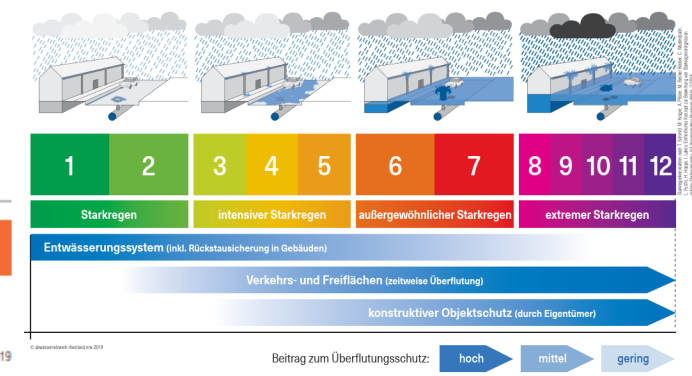 1 2 3 4 5 6 7 8 9 10 11 12
Starkregen intensiver Starkregen außergewöhnlicher Starkregen extremer Starkregen
Entwässerungssystem (inkl. Rückstausicherung in Gebäuden)
Verkehrs- und Freiflächen (zeitweise Überflutung)
konstruktiver Objektschutz (durch Eigentümer)
19
Beitrag zum Überflutungsschutz: hoch mittel gering